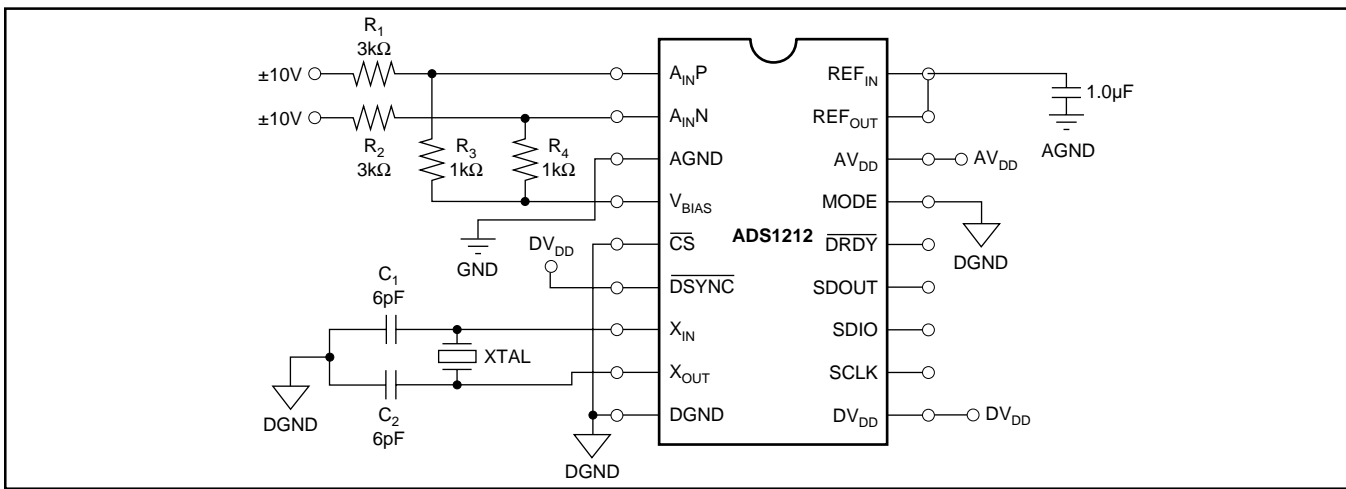 R1
3kΩ
±10V
±10V
R2
3kΩ
R3
1kΩ
R4
1kΩ
GND
DVDD
C1
6pF
XTAL
C2
6pF
DGND
DGND
AINP
AINN
AGND
VBIAS
CS
DSYNC
XIN
XOUT
DGND
ADS1212
REFIN
REFOUT
AVDD
MODE
DRDY
SDOUT
SDIO
SCLK
DVDD
1.0µF
AGND
AVDD
DGND
DVDD